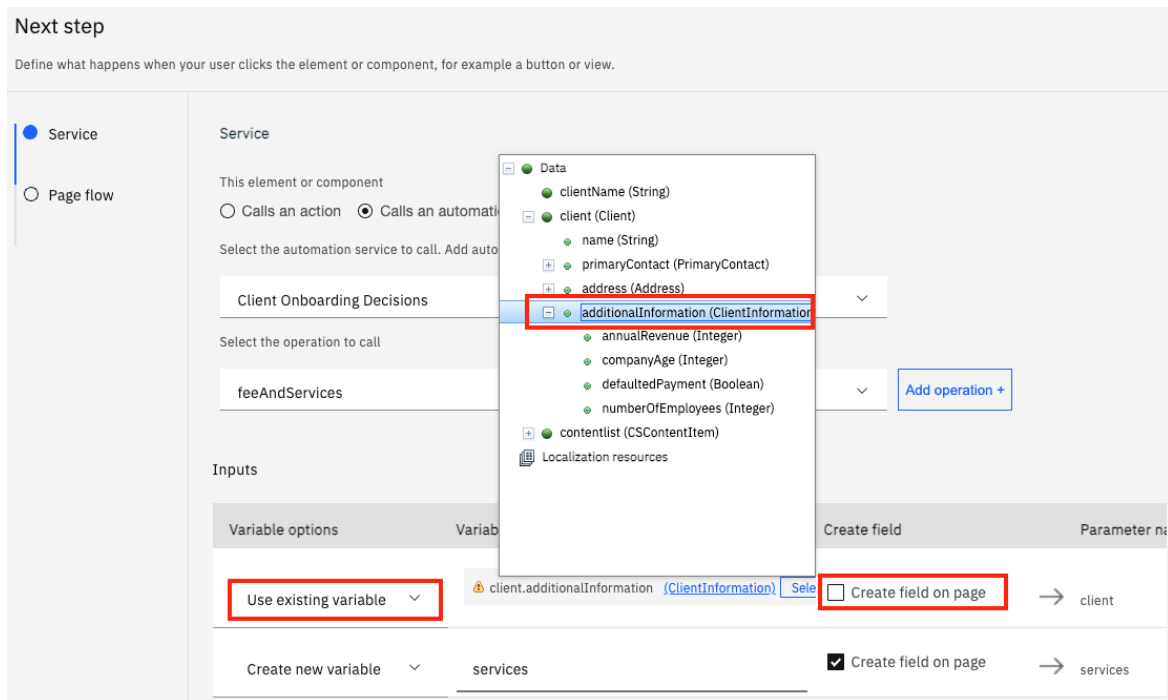 Next step
Define what happens when your user clicks the element or component, for example a button or view.
Service
Page flow
Service
This element or component
Calls an action
Calls an automati
Select the automation service to call. Add auto
Client Onboarding Decisions
Select the operation to call
feeAndServices
Add operation +
Data
clientName (String)
client (Client)
name (String)
primaryContact (PrimaryContact)
address (Address)
additionalInformation (ClientInformation
annualRevenue (Integer)
companyAge (Integer)
defaultedPayment (Boolean)
numberOfEmployees (Integer)
contentlist (CSContentItem)
Localization resources
Inputs
Variable options
Variab
Create field
Parameter na
Use existing variable
client.additionalInformation (ClientInformation) Sele
Create field on page
client
Create new variable
services
Create field on page
services